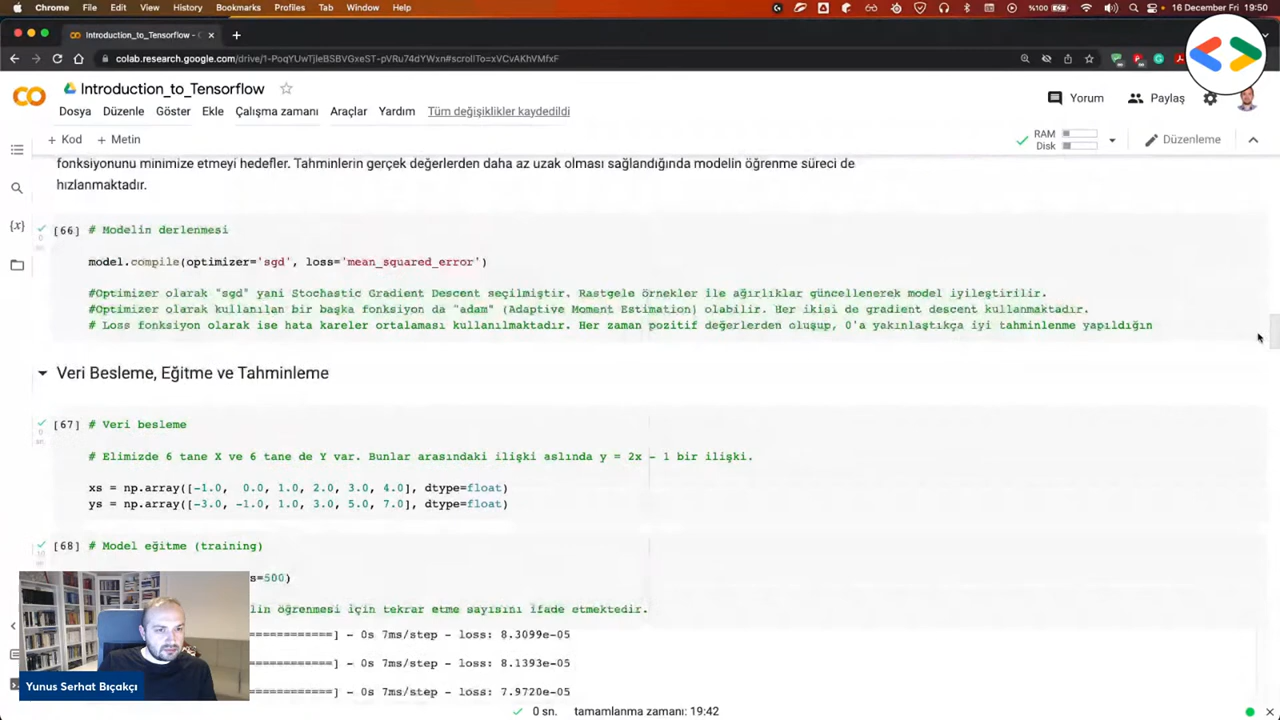 Chrome File Edit View History Bookmarks Profiles Tab Window Help
%100
16 December Fri 19:50
Introduction_to_Tensorflow - C
colab.research.google.com/drive/1-PoqYUwTjleBSBVGxeST-pVRu74dYWxn#scrollTo=xVCvAKhVMfxF
Introduction_to_Tensorflow
Dosya Düzenle Göster Ekle Çalışma zamanı Araçlar Yardım Tüm değişiklikler kaydedildi
Yorum Paylaş
+ Kod + Metin
RAM
Disk
Düzenleme
fonksiyonunu minimize etmeyi hedefler. Tahminlerin gerçek değerlerden daha az uzak olması sağlandığında modelin öğrenme süreci de
hızlanmaktadır.
[66] # Modelin derlenmesi
model.compile(optimizer='sgd', loss='mean_squared_error')
#Optimizer olarak "sgd" yani Stochastic Gradient Descent seçilmiştir. Rastgele örnekler ile ağırlıklar güncellenerek model iyileştirilir.
#Optimizer olarak kullanılan bir başka fonksiyon da "adam" (Adaptive Moment Estimation) olabilir. Her ikisi de gradient descent kullanmaktadır.
# Loss fonksiyon olarak ise hata kareler ortalaması kullanılmaktadır. Her zaman pozitif değerlerden oluşup, 0'a yakınlaştıkça iyi tahminlenme yapıldığın
Veri Besleme, Eğitme ve Tahminleme
[67] # Veri besleme
# Elimizde 6 tane X ve 6 tane de Y var. Bunlar arasındaki ilişki aslında y = 2x - 1 bir ilişki.
xs = np.array([-1.0, 0.0, 1.0, 2.0, 3.0, 4.0], dtype=float)
ys = np.array([-3.0, -1.0, 1.0, 3.0, 5.0, 7.0], dtype=float)
[68] # Model eğitme (training)
s=500)
lin öğrenmesi için tekrar etme sayısını ifade etmektedir.
============] - 0s 7ms/step - loss: 8.3099e-05
============] - 0s 7ms/step - loss: 8.1393e-05
============] - 0s 7ms/step - loss: 7.9720e-05
Yunus Serhat Bıçakçı
0 sn. tamamlanma zamanı: 19:42